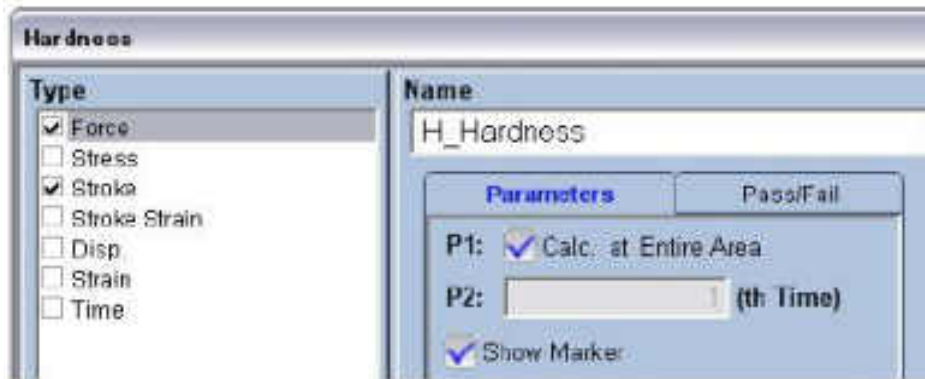 Hardness
Type
Force
Stress
Stroke
Stroke Strain
Disp.
Strain
Time
Name
H_Hardness
Parameters Pass/Fail
P1: Calc. at Entire Area
P2: 1 (th Time)
Show Marker